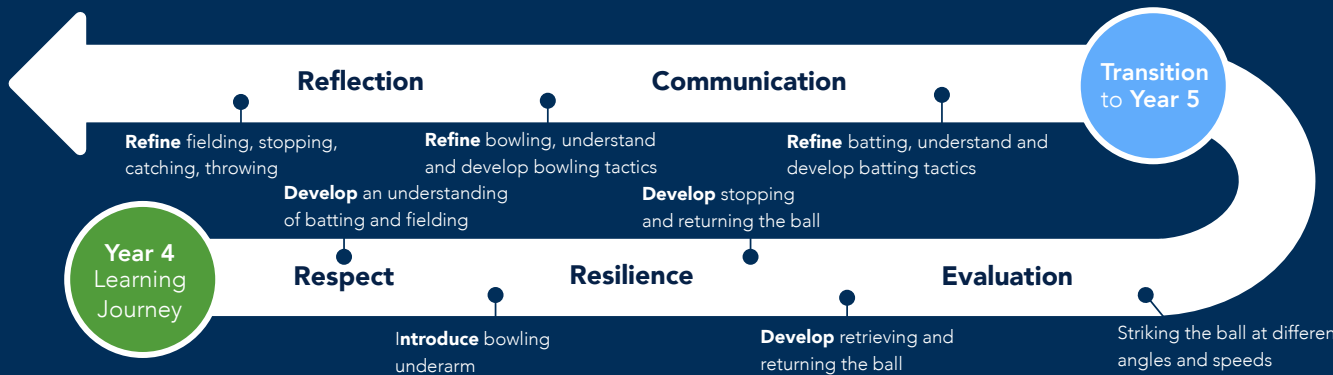 Reflection
Communication
Transition
to Year 5
Refine fielding, stopping,
catching, throwing
Refine bowling, understand
and develop bowling tactics
Refine batting, understand and
develop batting tactics
Develop an understanding
of batting and fielding
Develop stopping
and returning the ball
Year 4
Learning
Journey
Respect
Resilience
Evaluation
Introduce bowling
underarm
Develop retrieving and
returning the ball
Striking the ball at differen
angles and speeds